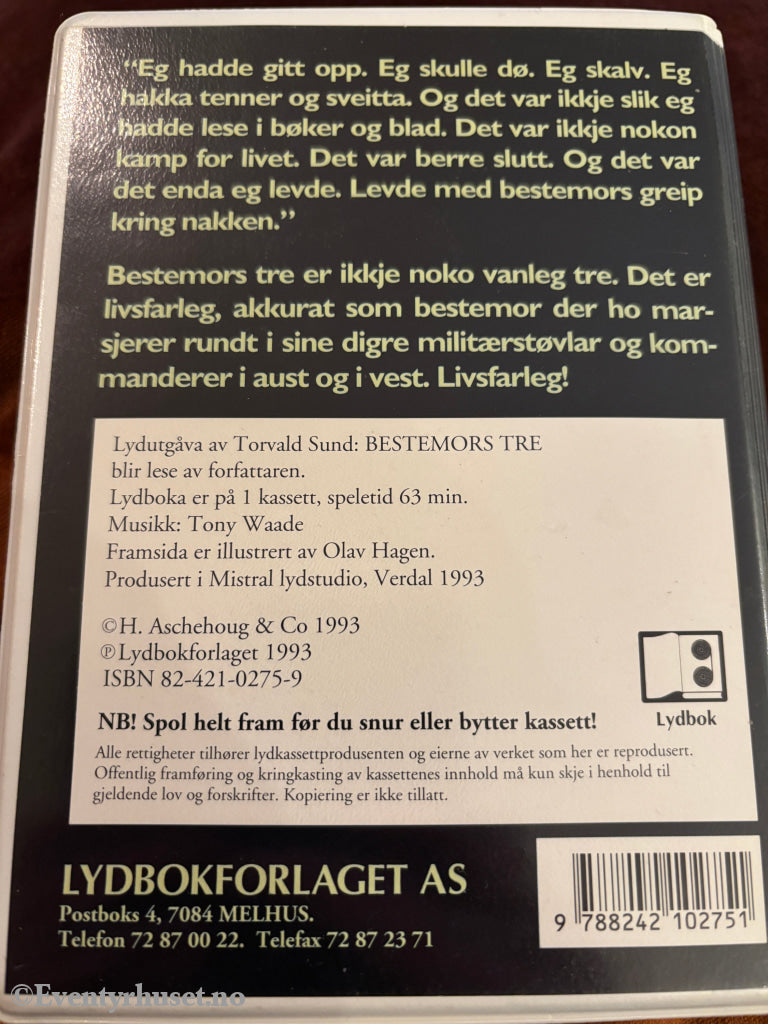 “Eg hadde gitt opp. Eg skulle dø. Eg skalv. Eg
hakka tenner og sveitta. Og det var ikkje slik eg
hadde lese i bøker og blad. Det var ikkje nokon
kamp for livet. Det var berre slutt. Og det var
det enda eg levde. Levde med bestemors greip
kring nakken.”
Bestemors tre er ikkje noko vanleg tre. Det er
livsfarleg, akkurat som bestemor der ho mar-
sjerer rundt i sine digre militærstøvlar og kom-
manderer i aust og i vest. Livsfarleg!
Lydutgåva av Torvald Sund: BESTEMORS TRE
blir lese av forfattaren.
Lydboka er på 1 kassett, speletid 63 min.
Musikk: Tony Waade
Framsida er illustrert av Olav Hagen.
Produsert i Mistral lydstudio, Verdal 1993
©H. Aschehoug & Co 1993
℗Lydbokforlaget 1993
ISBN 82-421-0275-9
NB! Spol helt fram før du snur eller bytter kassett!
Lydbok
Alle rettigheter tilhører lydkassettprodusenten og eierne av verket som her er reprodusert.
Offentlig framføring og kringkasting av kassettenes innhold må kun skje i henhold til
gjeldende lov og forskrifter. Kopiering er ikke tillatt.
LYDBOKFORLAGET AS
Postboks 4, 7084 MELHUS.
Telefon 72 87 00 22. Telefax 72 87 23 71
9 788242 102751
©Eventyrhuset.no